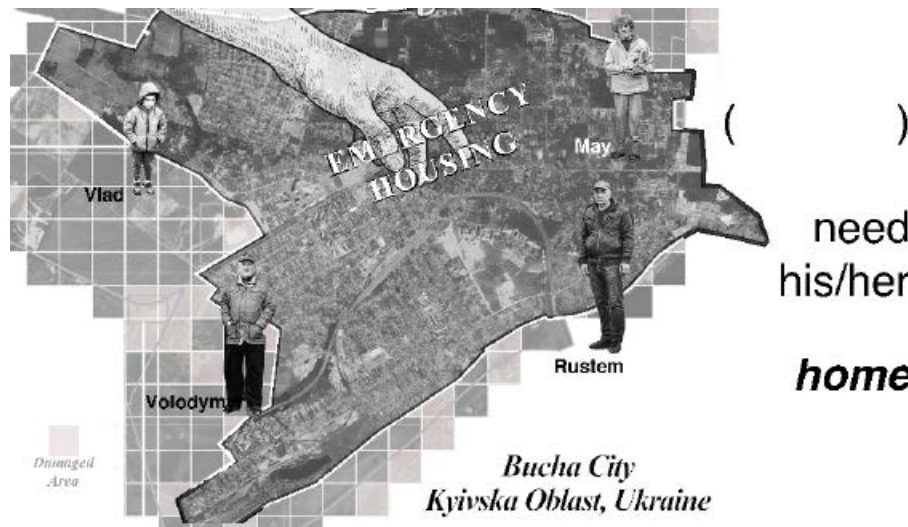 EMERGENCY
HOUSING
May
Vlad
Rustem
Volodym
( )
need
his/her
home
Damaged
Area
Bucha City
Kyivska Oblast, Ukraine